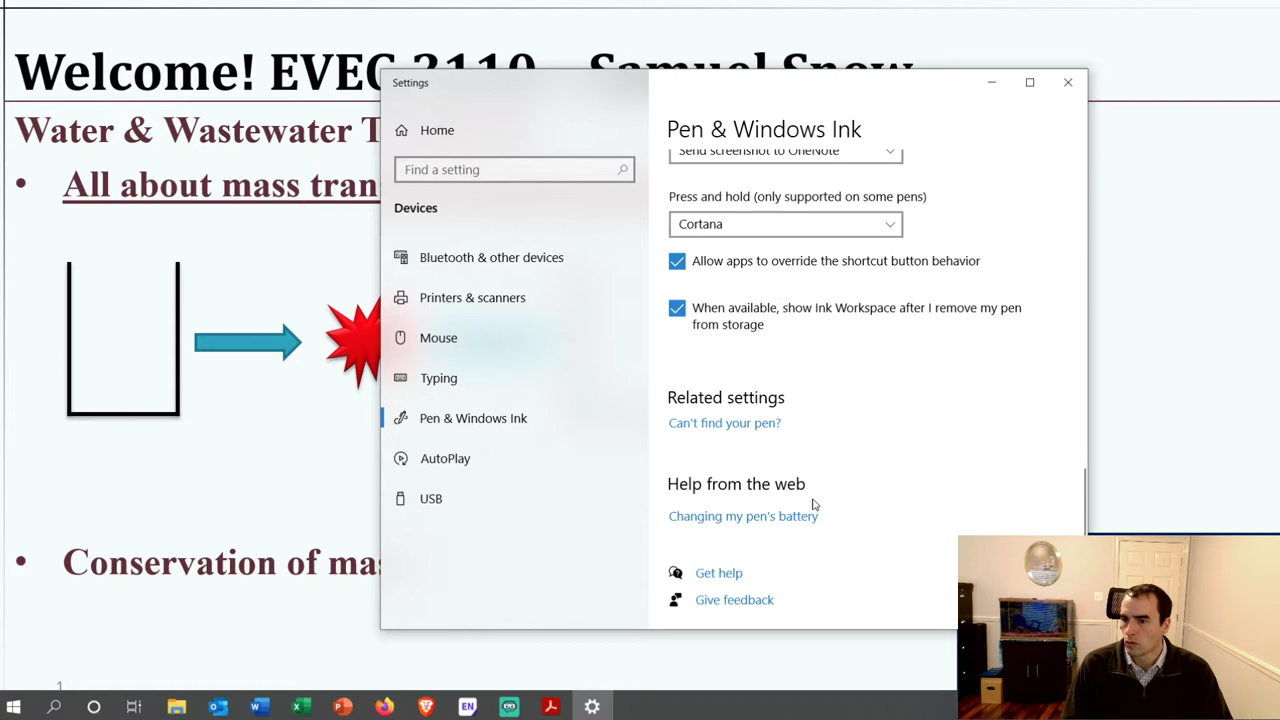 Welcome! EVEC 3110 – Samuel Snow
Water & Wastewater T
All about mass tran
Conservation of mas
1
Settings
Home
Find a setting
Devices
Bluetooth & other devices
Printers & scanners
Mouse
Typing
Pen & Windows Ink
AutoPlay
USB
Pen & Windows Ink
Send screenshot to OneNote
Press and hold (only supported on some pens)
Cortana
Allow apps to override the shortcut button behavior
When available, show Ink Workspace after I remove my pen
from storage
Related settings
Can't find your pen?
Help from the web
Changing my pen's battery
Get help
Give feedback
EN